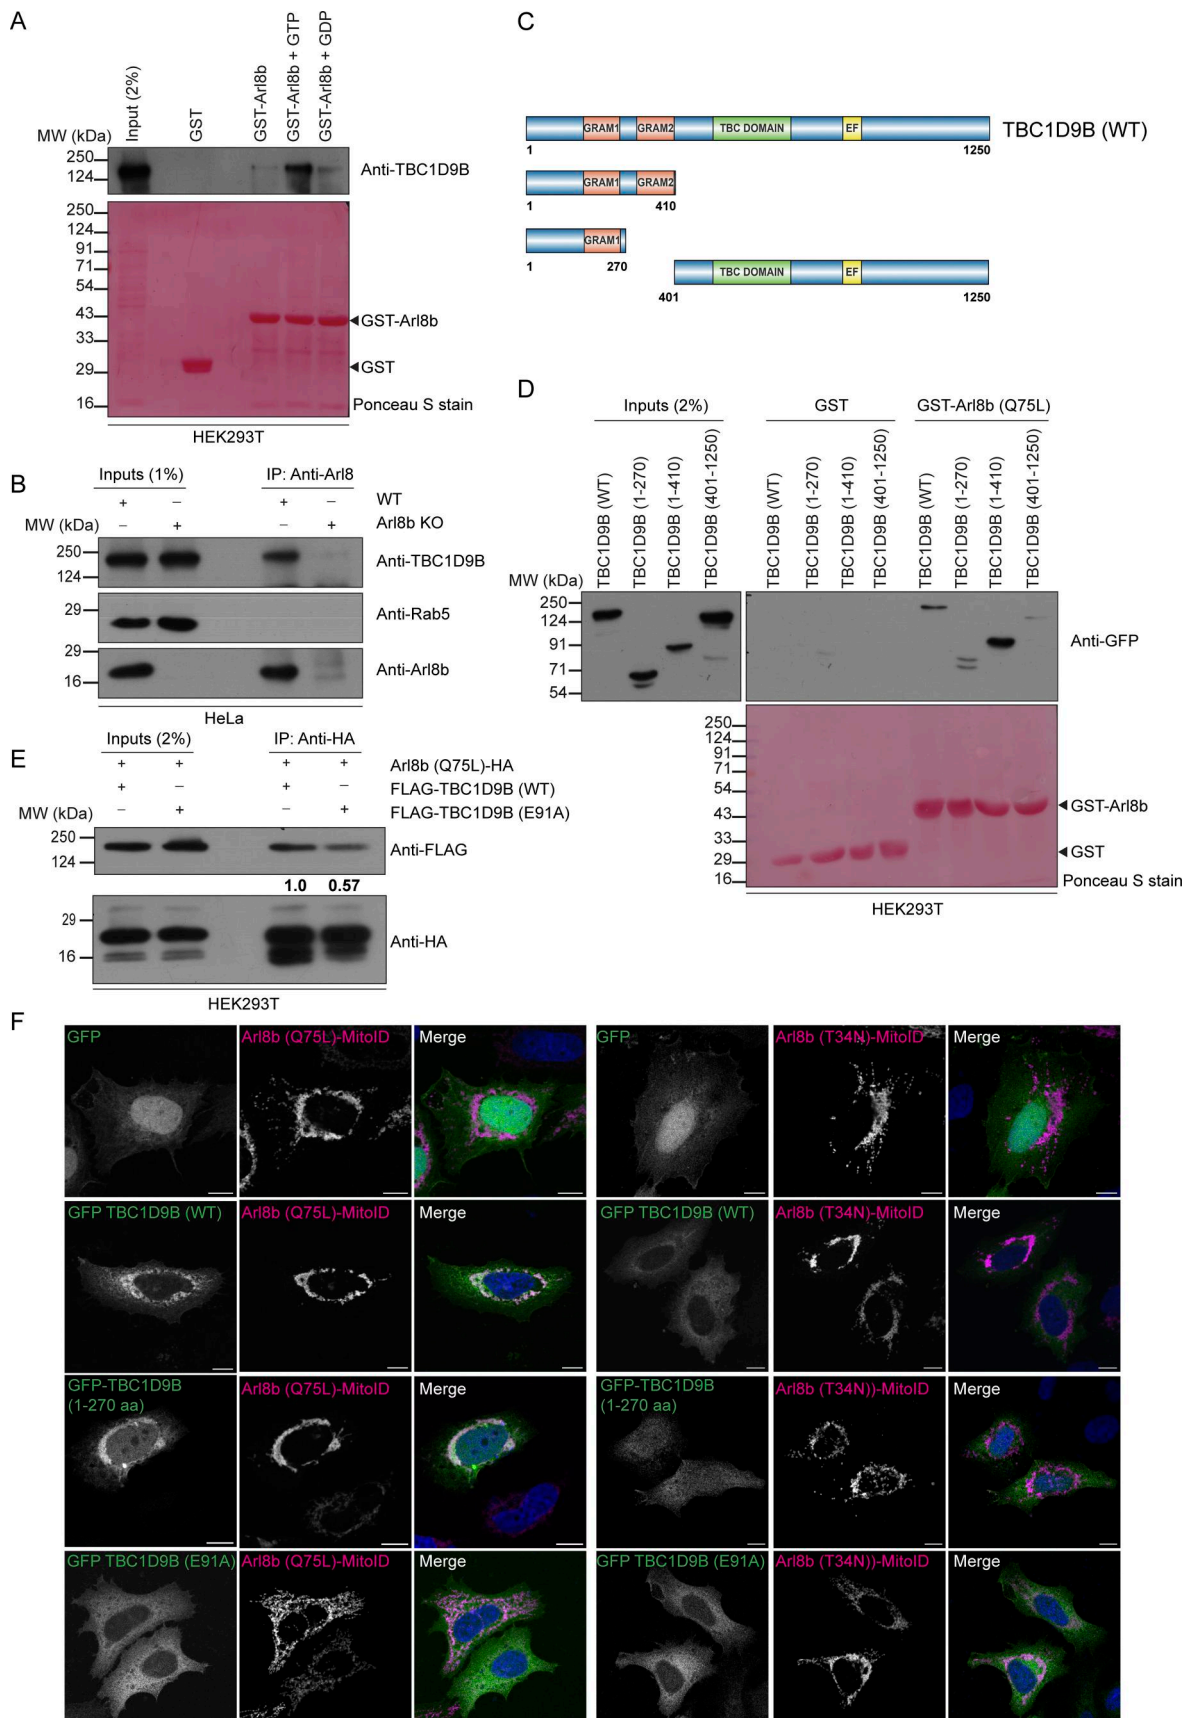 A
Input (2%)
GST
GST-Arl8b
GST-Arl8b + GTP
GST-Arl8b + GDP
MW (kDa)
250
124
Anti-TBC1D9B
250
124
91
71
54
43
33
29
16
GST-Arl8b
GST
Ponceau S stain
HEK293T
B
Inputs (1%)
IP: Anti-Arl8
+ – + – WT
MW (kDa) – + – + Arl8b KO
250
124
Anti-TBC1D9B
29
Anti-Rab5
29
16
Anti-Arl8b
HeLa
C
GRAM1 GRAM2 TBC DOMAIN EF
TBC1D9B (WT)
1 1250
GRAM1 GRAM2
1 410
GRAM1
1 270
TBC DOMAIN EF
401 1250
D
Inputs (2%)
GST
GST-Arl8b (Q75L)
TBC1D9B (WT)
TBC1D9B (1-270)
TBC1D9B (1-410)
TBC1D9B (401-1250)
TBC1D9B (WT)
TBC1D9B (1-270)
TBC1D9B (1-410)
TBC1D9B (401-1250)
TBC1D9B (WT)
TBC1D9B (1-270)
TBC1D9B (1-410)
TBC1D9B (401-1250)
MW (kDa)
250
124
91
71
54
Anti-GFP
250
124
91
71
54
43
33
29
16
GST-Arl8b
GST
Ponceau S stain
HEK293T
E
Inputs (2%)
IP: Anti-HA
+ + + + Arl8b (Q75L)-HA
+ – + – FLAG-TBC1D9B (WT)
MW (kDa) – + – + FLAG-TBC1D9B (E91A)
250
124
Anti-FLAG
1.0 0.57
29
16
Anti-HA
HEK293T
F
GFP Arl8b (Q75L)-MitoID Merge GFP Arl8b (T34N)-MitoID Merge
GFP TBC1D9B (WT) Arl8b (Q75L)-MitoID Merge GFP TBC1D9B (WT) Arl8b (T34N)-MitoID Merge
GFP-TBC1D9B
(1-270 aa)
Arl8b (Q75L)-MitoID Merge
GFP-TBC1D9B
(1-270 aa)
Arl8b (T34N))-MitoID Merge
GFP TBC1D9B (E91A) Arl8b (Q75L)-MitoID Merge GFP TBC1D9B (E91A) Arl8b (T34N))-MitoID Merge